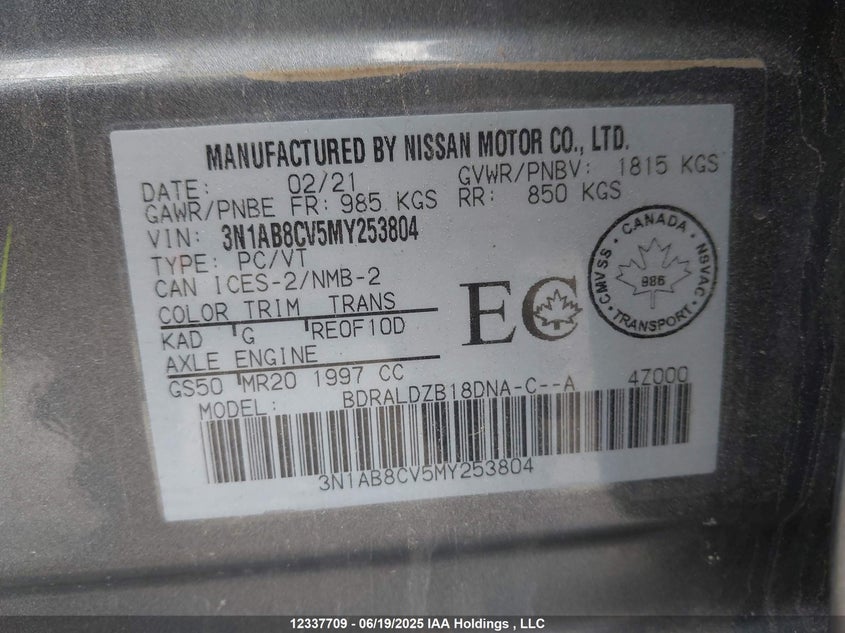 MANUFACTURED BY NISSAN MOTOR CO., LTD.
DATE: 02/21 GVWR/PNBV: 1815 KGS
GAWR/PNBE FR: 985 KGS RR: 850 KGS
VIN: 3N1AB8CV5MY253804
TYPE: PC/VT
CAN ICES-2/NMB-2
COLOR TRIM TRANS
KAD G RE0F10D
AXLE ENGINE
GS50 MR20 1997 CC
EC
CANADA
CMVSS NSVAC
986
TRANSPORT
MODEL: BDRALDZB18DNA-C--A 4Z000
3N1AB8CV5MY253804
12337709 - 06/19/2025 IAA Holdings , LLC